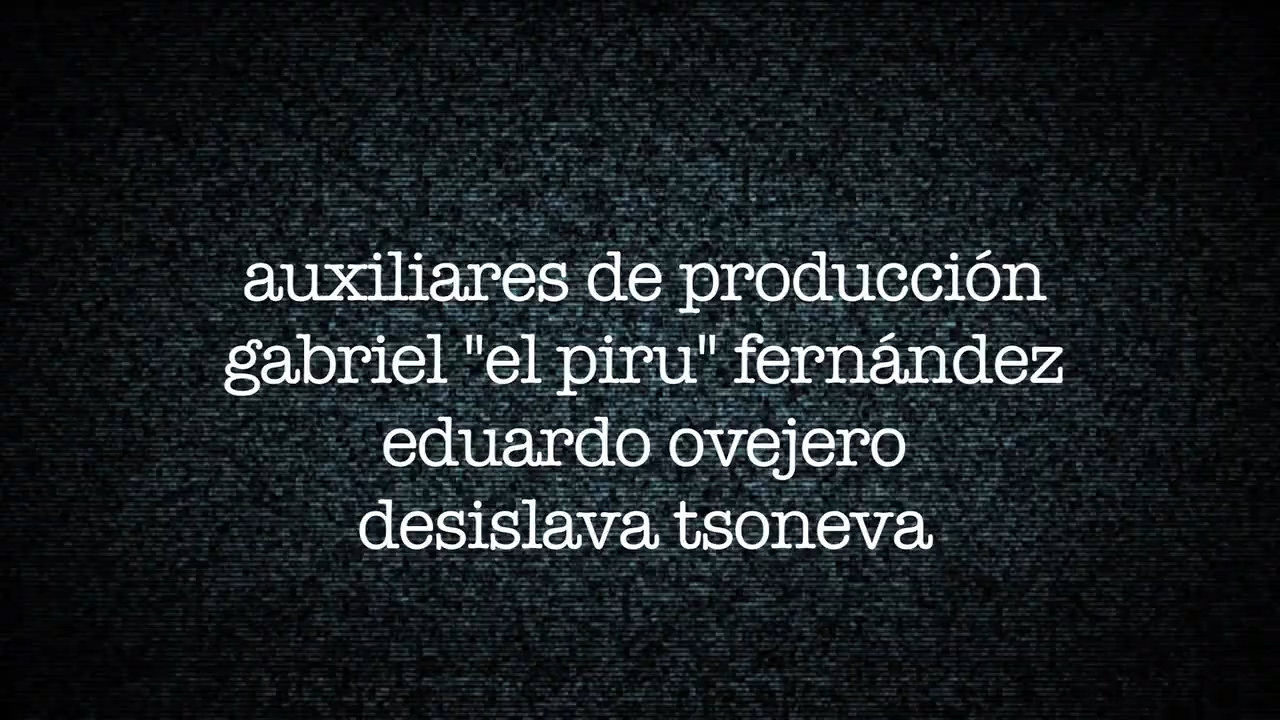 auxiliares de producción
gabriel "el piru" fernández
eduardo ovejero
desislava tsoneva